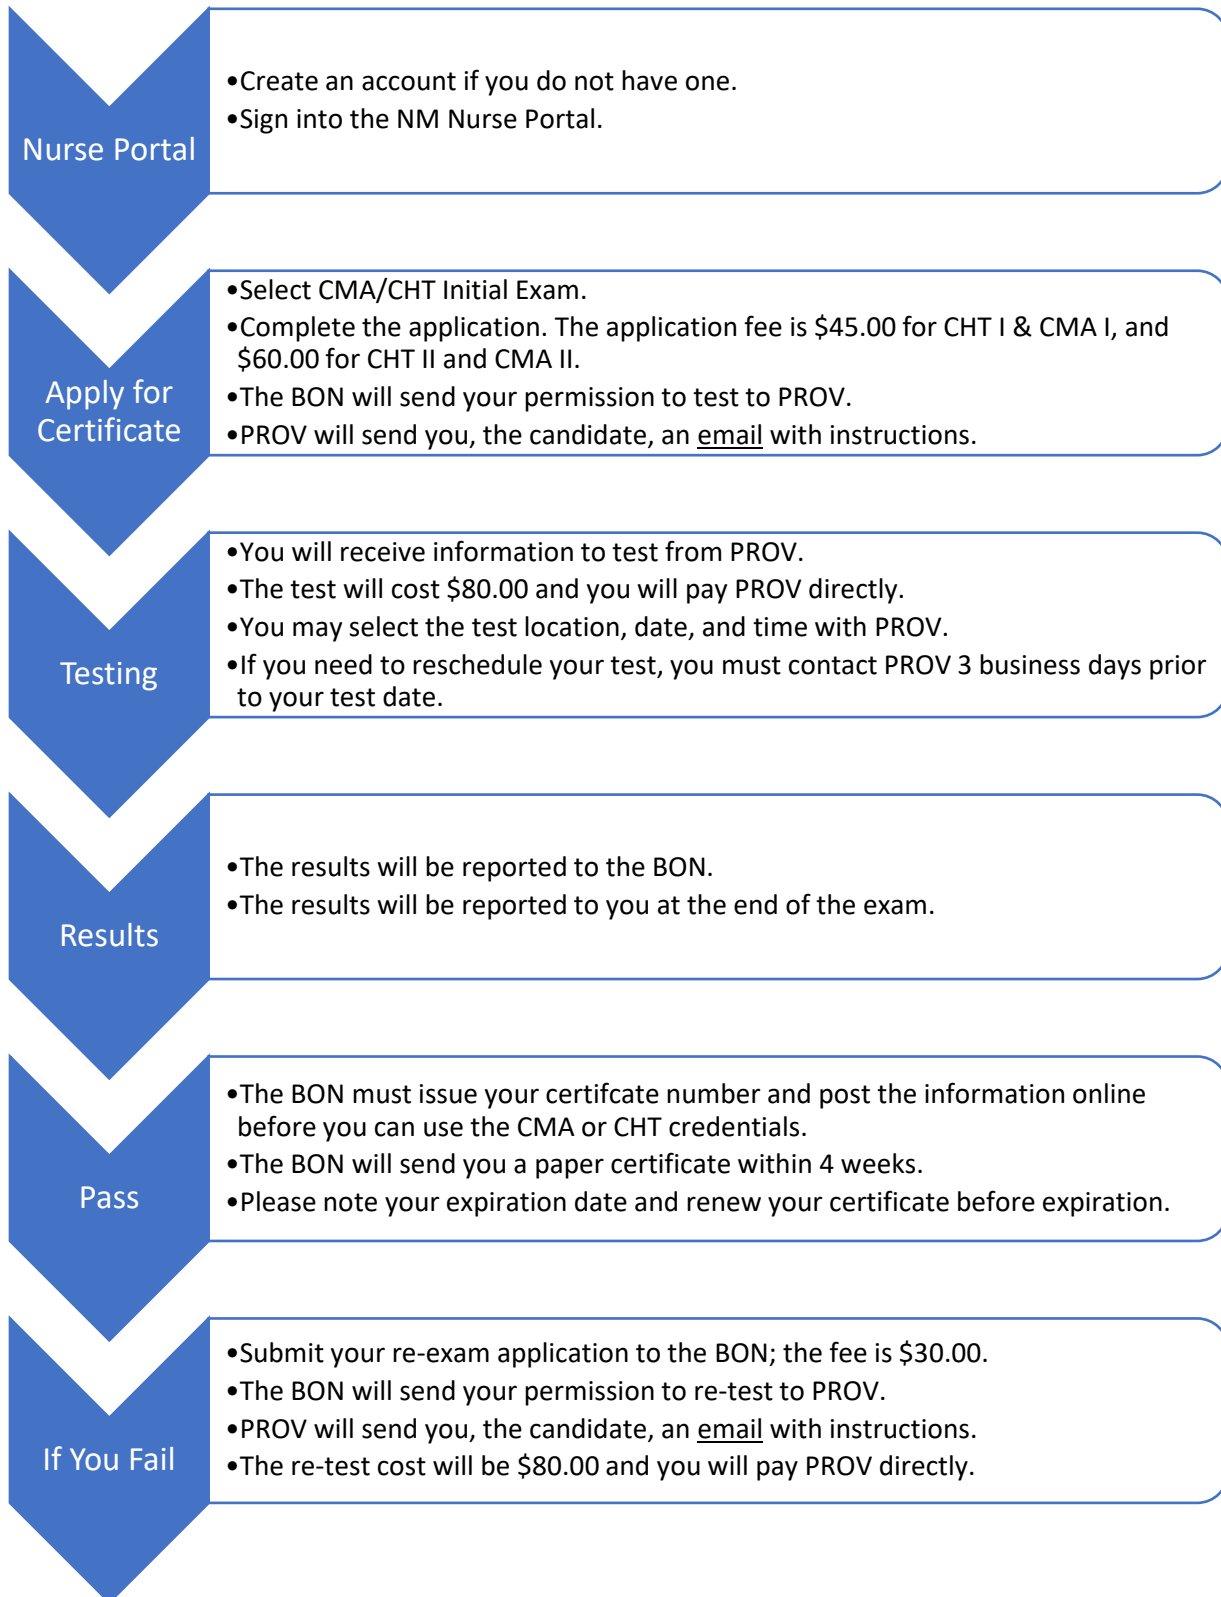 Nurse Portal
•Create an account if you do not have one.
•Sign into the NM Nurse Portal.
Apply for
Certificate
•Select CMA/CHT Initial Exam.
•Complete the application. The application fee is $45.00 for CHT I & CMA I, and
$60.00 for CHT II and CMA II.
•The BON will send your permission to test to PROV.
•PROV will send you, the candidate, an email with instructions.
Testing
•You will receive information to test from PROV.
•The test will cost $80.00 and you will pay PROV directly.
•You may select the test location, date, and time with PROV.
•If you need to reschedule your test, you must contact PROV 3 business days prior
to your test date.
Results
•The results will be reported to the BON.
•The results will be reported to you at the end of the exam.
Pass
•The BON must issue your certifcate number and post the information online
before you can use the CMA or CHT credentials.
•The BON will send you a paper certificate within 4 weeks.
•Please note your expiration date and renew your certificate before expiration.
If You Fail
•Submit your re-exam application to the BON; the fee is $30.00.
•The BON will send your permission to re-test to PROV.
•PROV will send you, the candidate, an email with instructions.
•The re-test cost will be $80.00 and you will pay PROV directly.